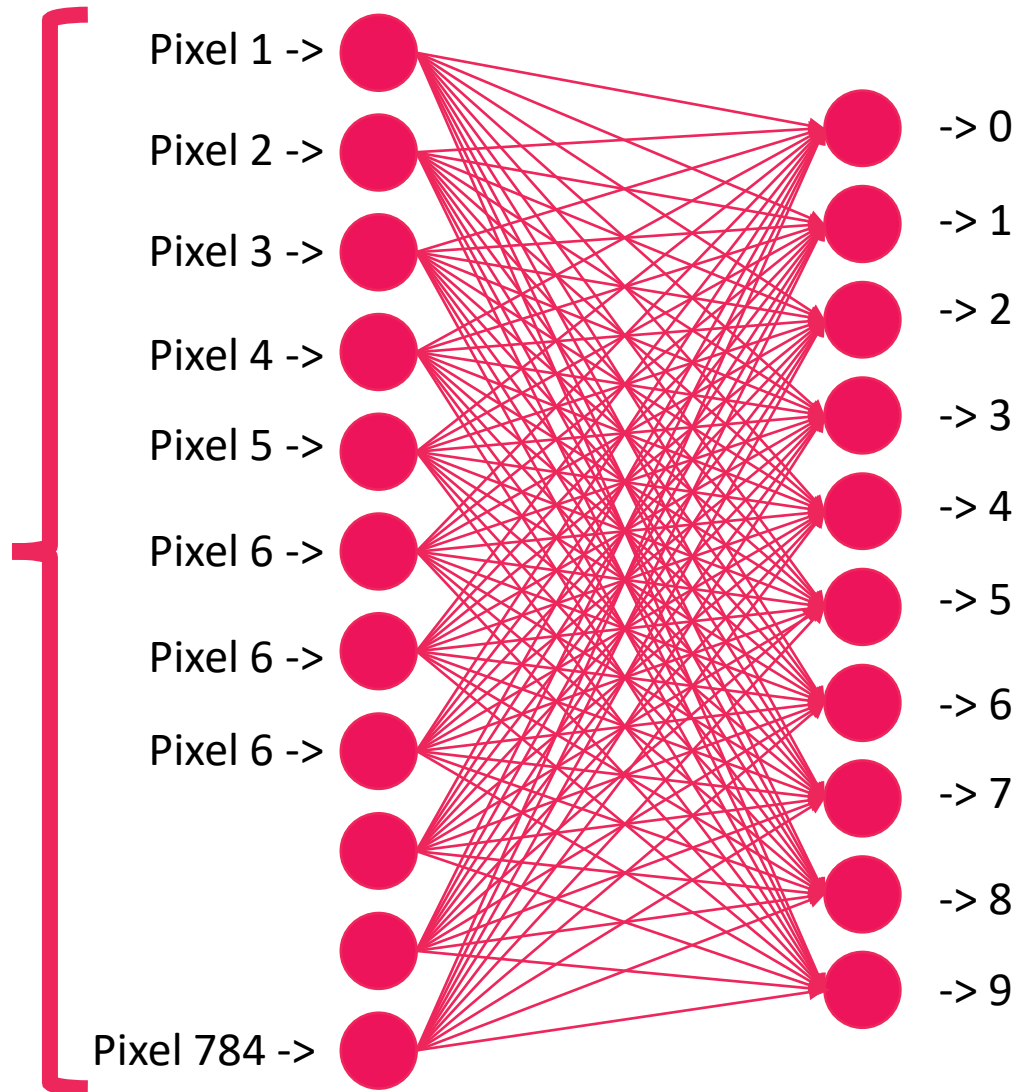 Pixel 1 ->
Pixel 2 ->
Pixel 3 ->
Pixel 4 ->
Pixel 5 ->
Pixel 6 ->
Pixel 6 ->
Pixel 6 ->
Pixel 784 ->
-> 0
-> 1
-> 2
-> 3
-> 4
-> 5
-> 6
-> 7
-> 8
-> 9